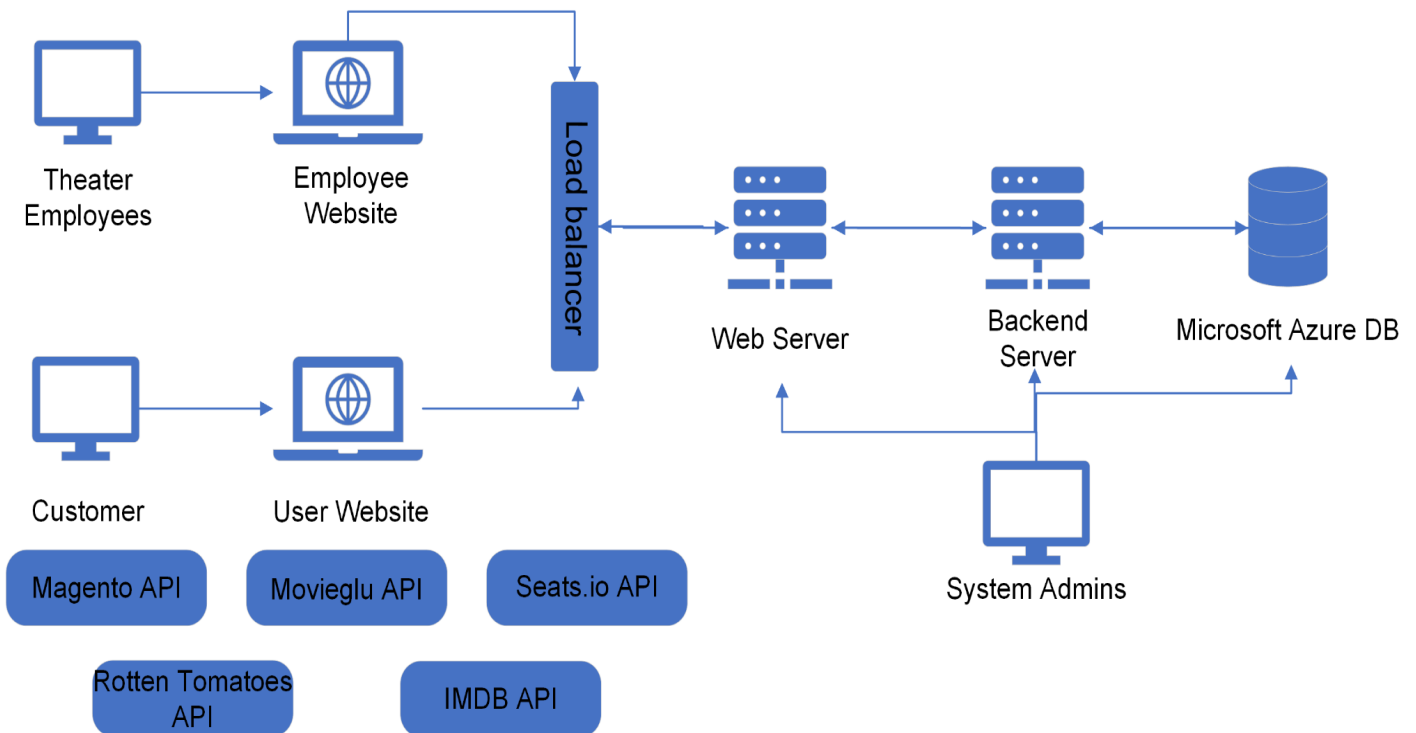 Theater
Employees
Employee
Website
Load balancer
Web Server
Backend
Server
Microsoft Azure DB
Customer
User Website
System Admins
Magento API
Movieglu API
Seats.io API
Rotten Tomatoes
API
IMDB API